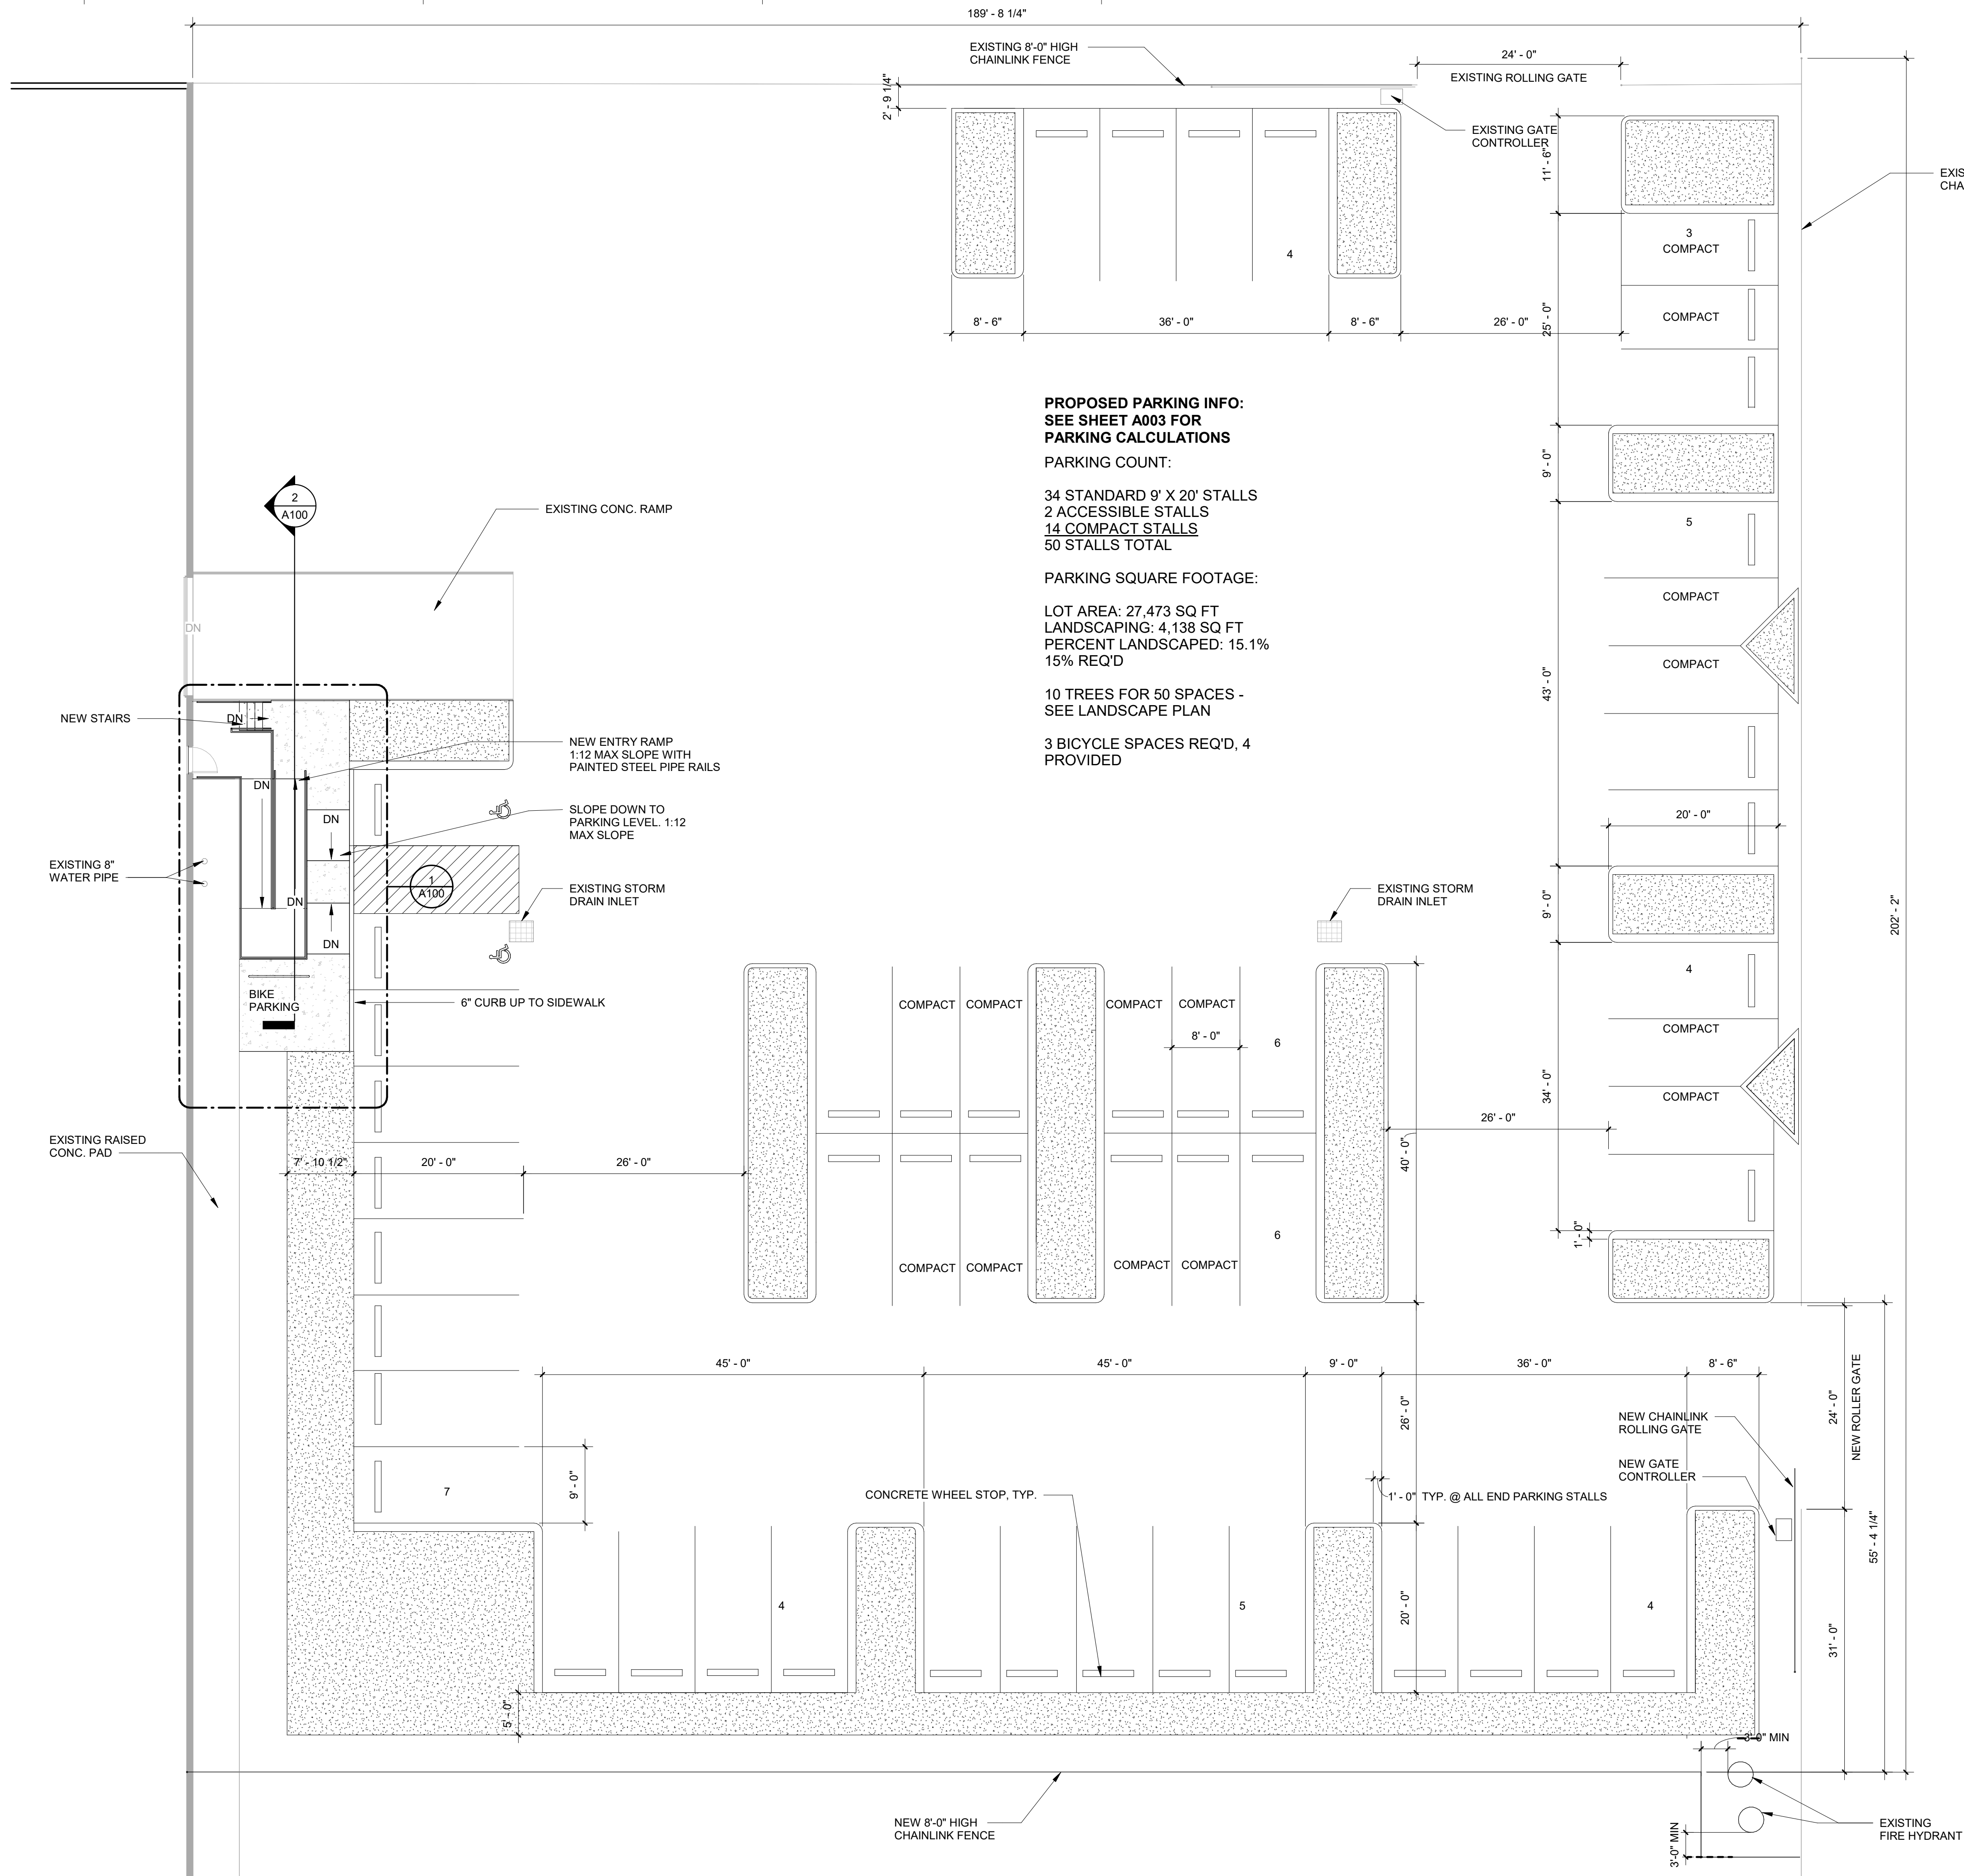 189' - 8 1/4"
EXISTING 8'-0" HIGH
CHAINLINK FENCE
24' - 0"
EXISTING ROLLING GATE
2' - 9 1/4"
EXISTING GATE
CONTROLLER
11' - 6"
EXIS
CHA
3
COMPACT
4
COMPACT
8' - 6"
36' - 0"
8' - 6"
26' - 0"
25' - 0"
PROPOSED PARKING INFO:
SEE SHEET A003 FOR
PARKING CALCULATIONS
PARKING COUNT:
34 STANDARD 9' X 20' STALLS
2 ACCESSIBLE STALLS
14 COMPACT STALLS
50 STALLS TOTAL
PARKING SQUARE FOOTAGE:
LOT AREA: 27,473 SQ FT
LANDSCAPING: 4,138 SQ FT
PERCENT LANDSCAPED: 15.1%
15% REQ'D
10 TREES FOR 50 SPACES -
SEE LANDSCAPE PLAN
3 BICYCLE SPACES REQ'D, 4
PROVIDED
9' - 0"
2
A100
EXISTING CONC. RAMP
5
COMPACT
COMPACT
43' - 0"
DN
NEW STAIRS
DN
NEW ENTRY RAMP
1:12 MAX SLOPE WITH
PAINTED STEEL PIPE RAILS
DN
SLOPE DOWN TO
PARKING LEVEL. 1:12
MAX SLOPE
DN
20' - 0"
EXISTING 8"
WATER PIPE
1
A100
EXISTING STORM
DRAIN INLET
EXISTING STORM
DRAIN INLET
DN
DN
9' - 0"
202' - 2"
BIKE
PARKING
6" CURB UP TO SIDEWALK
COMPACT
COMPACT
COMPACT
COMPACT
8' - 0"
6
4
COMPACT
COMPACT
34' - 0"
26' - 0"
40' - 0"
EXISTING RAISED
CONC. PAD
7' - 10 1/2"
20' - 0"
26' - 0"
6
COMPACT
COMPACT
COMPACT
COMPACT
1' - 0"
45' - 0"
45' - 0"
9' - 0"
36' - 0"
8' - 6"
26' - 0"
24' - 0"
NEW ROLLER GATE
NEW CHAINLINK
ROLLING GATE
NEW GATE
CONTROLLER
55' - 4 1/4"
7
9' - 0"
CONCRETE WHEEL STOP, TYP.
1' - 0" TYP. @ ALL END PARKING STALLS
4
5
20' - 0"
4
31' - 0"
5' - 0"
3'-0" MIN
NEW 8'-0" HIGH
CHAINLINK FENCE
3'-0" MIN
EXISTING
FIRE HYDRANT